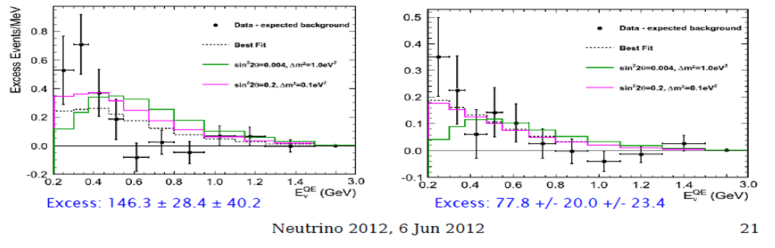 Excess Events/MeV
0.8
0.6
0.4
0.2
0.0
-0.2
Data - expected background
Best Fit
sin²2θ=0.004, Δm²=1.0eV²
sin²2θ=0.2, Δm²=0.1eV²
0.2 0.4 0.6 0.8 1.0 1.2 1.4 3.0
E_ν^QE (GeV)
Excess: 146.3 ± 28.4 ± 40.2
0.5
0.4
0.3
0.2
0.1
0.0
-0.1
Data - expected background
Best Fit
sin²2θ=0.004, Δm²=1.0eV²
sin²2θ=0.2, Δm²=0.1eV²
0.2 0.4 0.6 0.8 1.0 1.2 1.4 3.0
E_ν^QE (GeV)
Excess: 77.8 +/- 20.0 +/- 23.4
Neutrino 2012, 6 Jun 2012 21